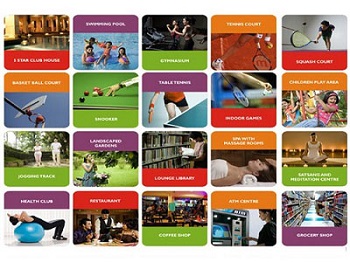 5 STAR CLUB HOUSE
SWIMMING POOL
GYMNASIUM
TENNIS COURT
SQUASH COURT
BASKET BALL COURT
SNOOKER
TABLE TENNIS
INDOOR GAMES
CHILDREN PLAY AREA
JOGGING TRACK
LANDSCAPED
GARDENS
LOUNGE LIBRARY
SPA WITH
MASSAGE ROOMS
SATSANG AND
MEDITATION CENTRE
HEALTH CLUB
RESTAURANT
COFFEE SHOP
ATM CENTRE
GROCERY SHOP